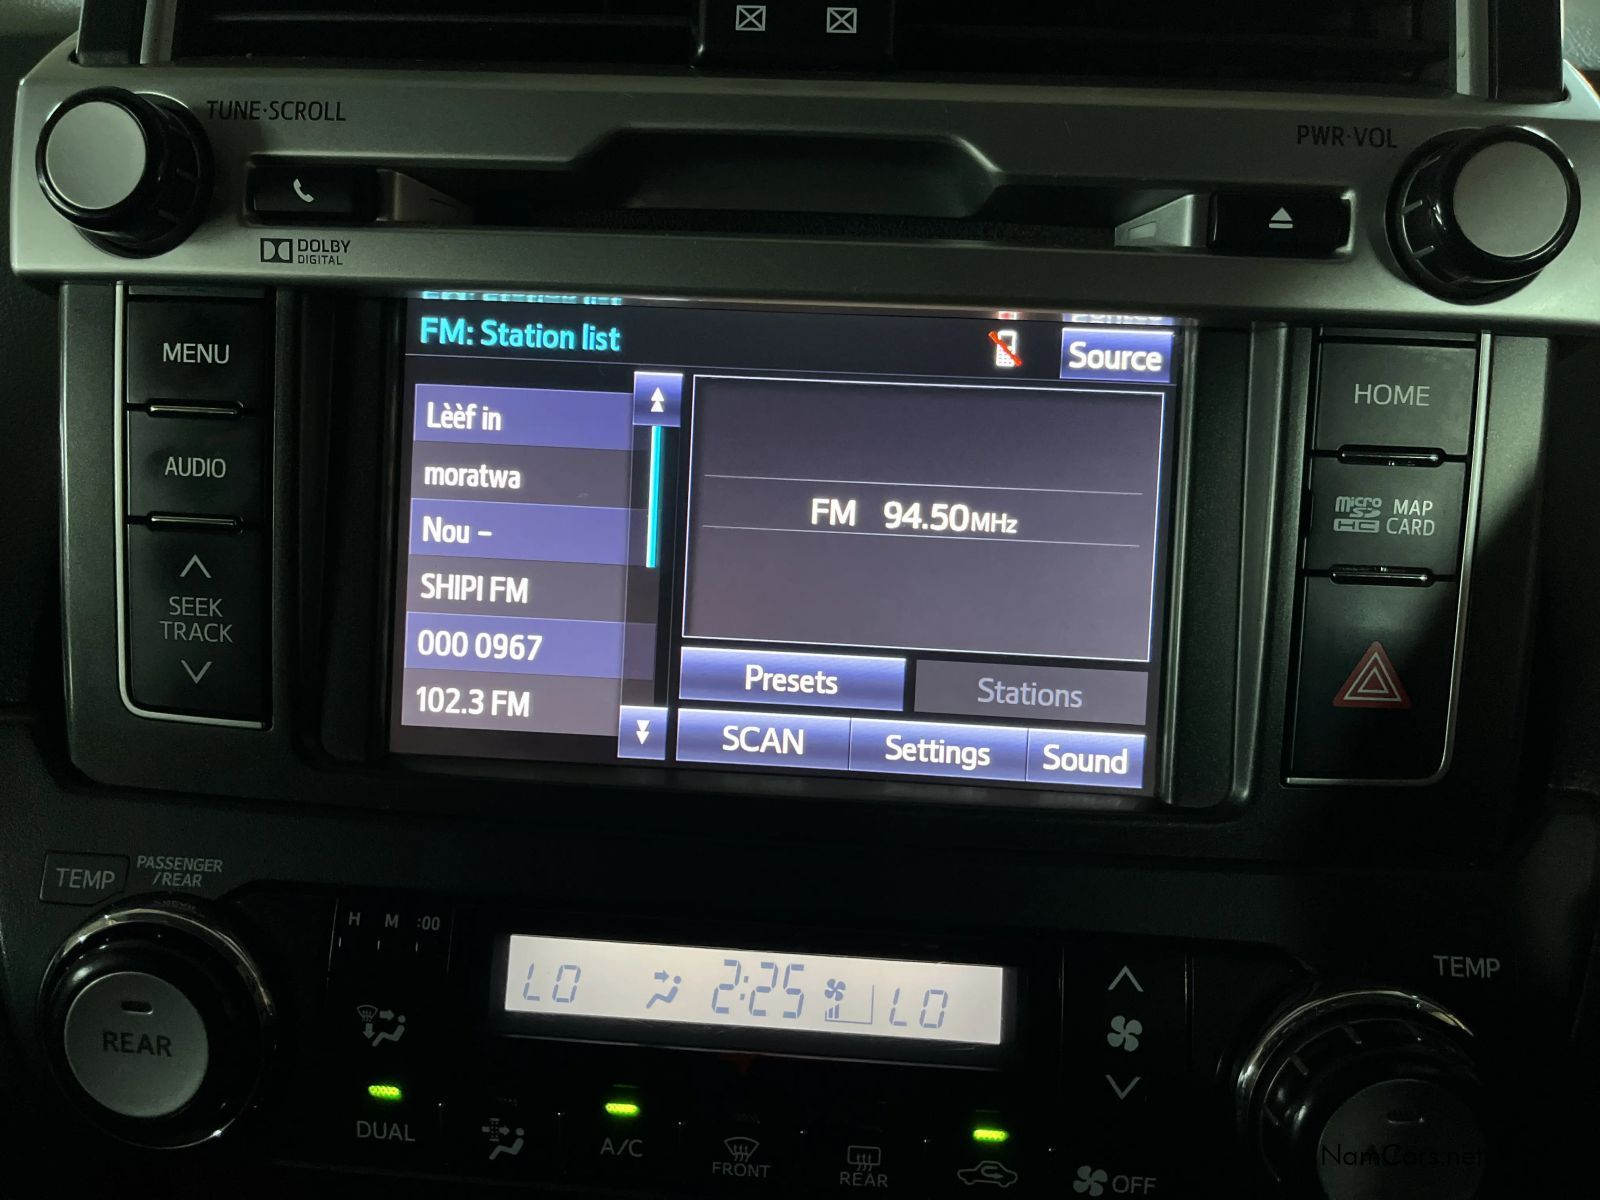 TUNE·SCROLL
PWR·VOL
DOLBY
DIGITAL
FM: Station list
Source
MENU
AUDIO
SEEK
TRACK
Lèèf in
moratwa
Nou -
SHIPI FM
000 0967
102.3 FM
FM 94.50MHz
Presets
Stations
SCAN
Settings
Sound
HOME
micro
SD
HC
MAP
CARD
TEMP
PASSENGER
/REAR
H M :00
LO 2:25 LO
TEMP
REAR
DUAL
A/C
FRONT
REAR
OFF
NamCars.net